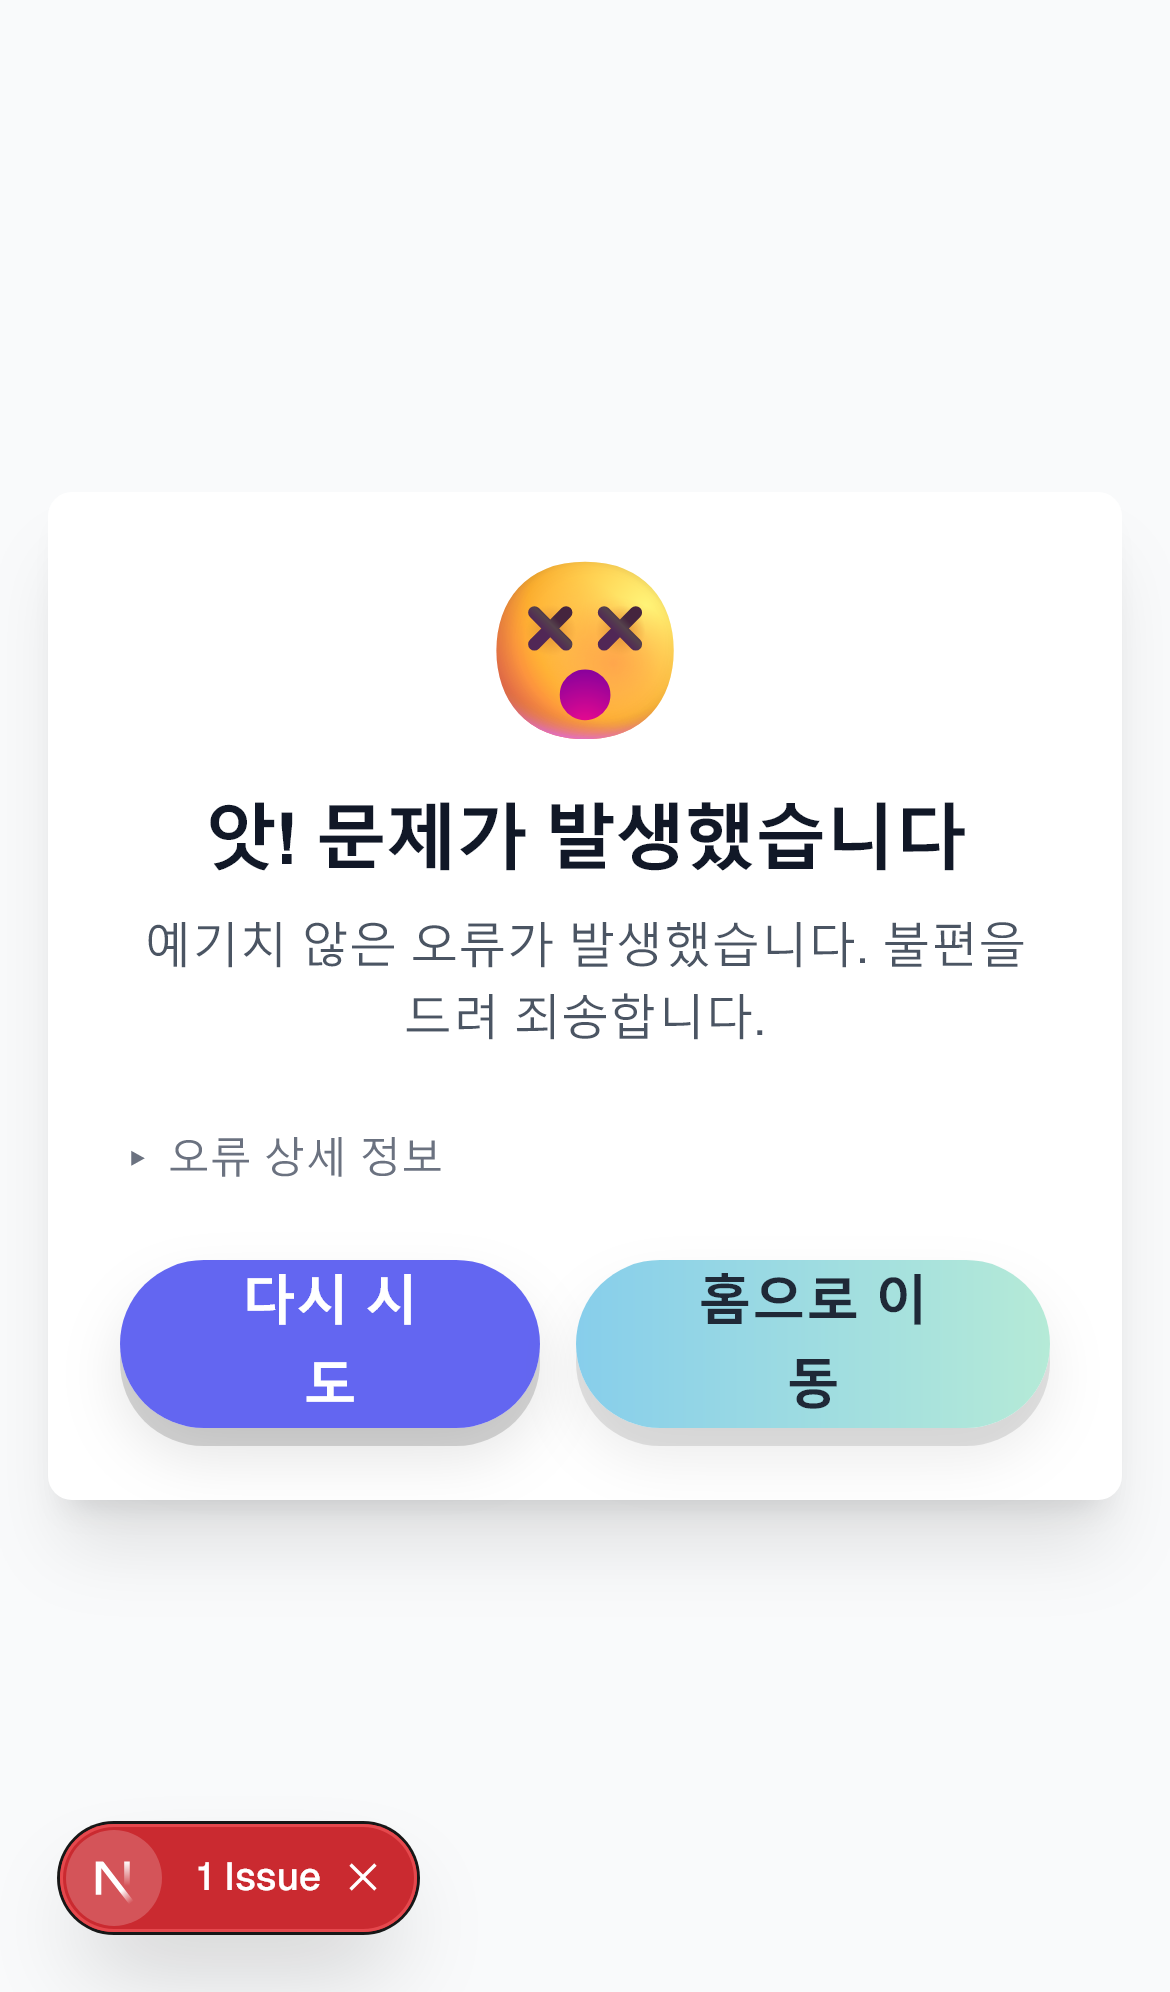 앗! 문제가 발생했습니다
예기치 않은 오류가 발생했습니다. 불편을
드려 죄송합니다.
▶ 오류 상세 정보
다시 시
도
홈으로 이
동
N 1 Issue ×